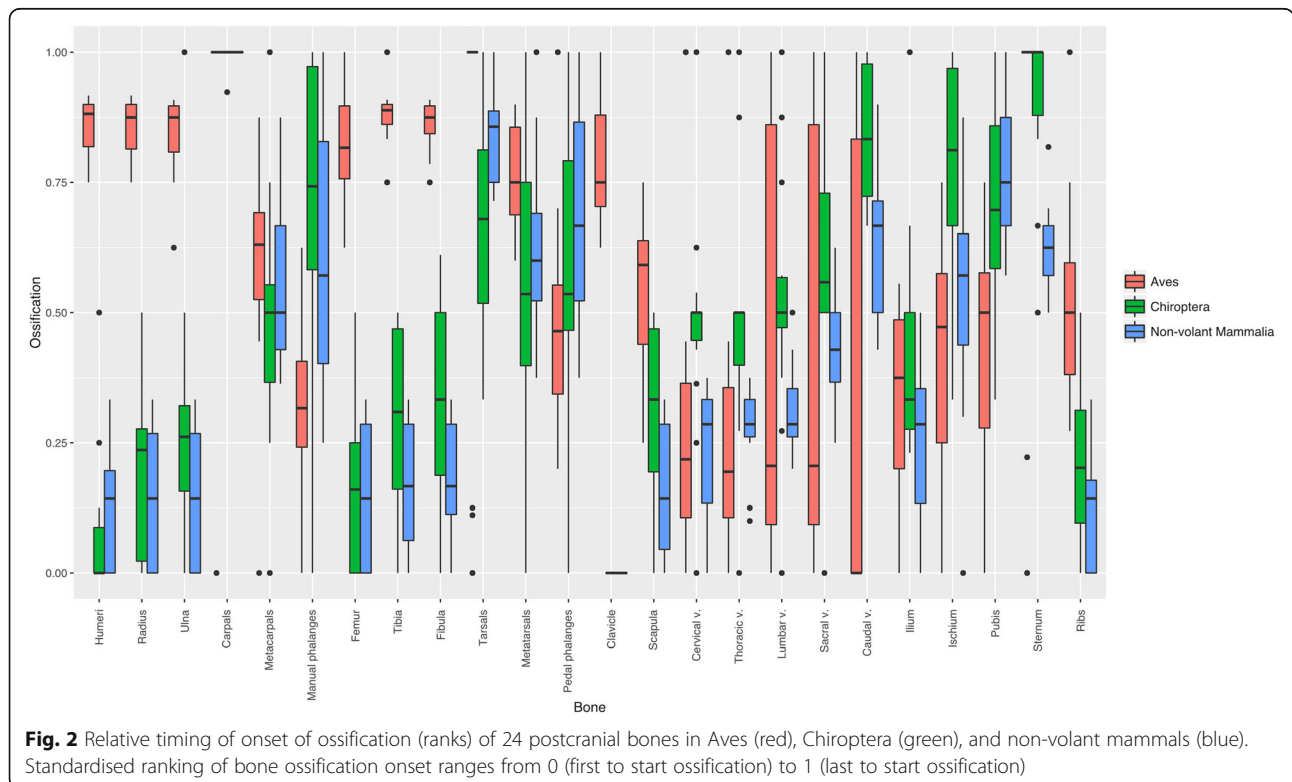 1.00
0.75
0.50
0.25
0.00
Ossification
Humeri
Radius
Ulna
Carpals
Metacarpals
Manual phalanges
Femur
Tibia
Fibula
Tarsals
Metatarsals
Pedal phalanges
Clavicle
Scapula
Cervical v.
Thoracic v.
Lumbar v.
Sacral v.
Caudal v.
Ilium
Ischium
Pubis
Sternum
Ribs
Bone
Aves
Chiroptera
Non-volant Mammalia
Fig. 2 Relative timing of onset of ossification (ranks) of 24 postcranial bones in Aves (red), Chiroptera (green), and non-volant mammals (blue).
Standardised ranking of bone ossification onset ranges from 0 (first to start ossification) to 1 (last to start ossification)